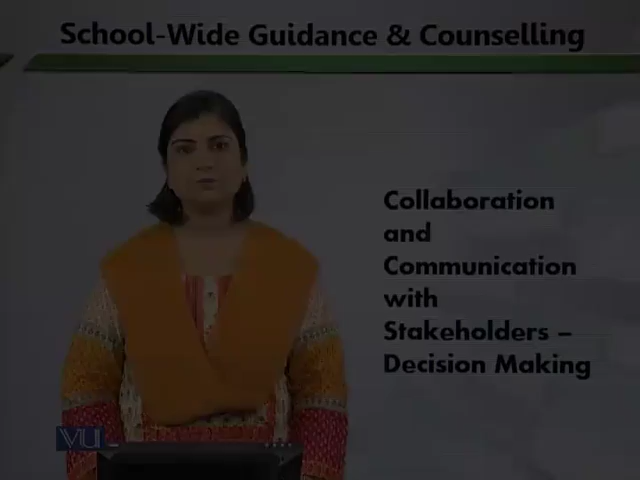 School-Wide Guidance & Counselling
Collaboration
and
Communication
with
Stakeholders –
Decision Making
VU